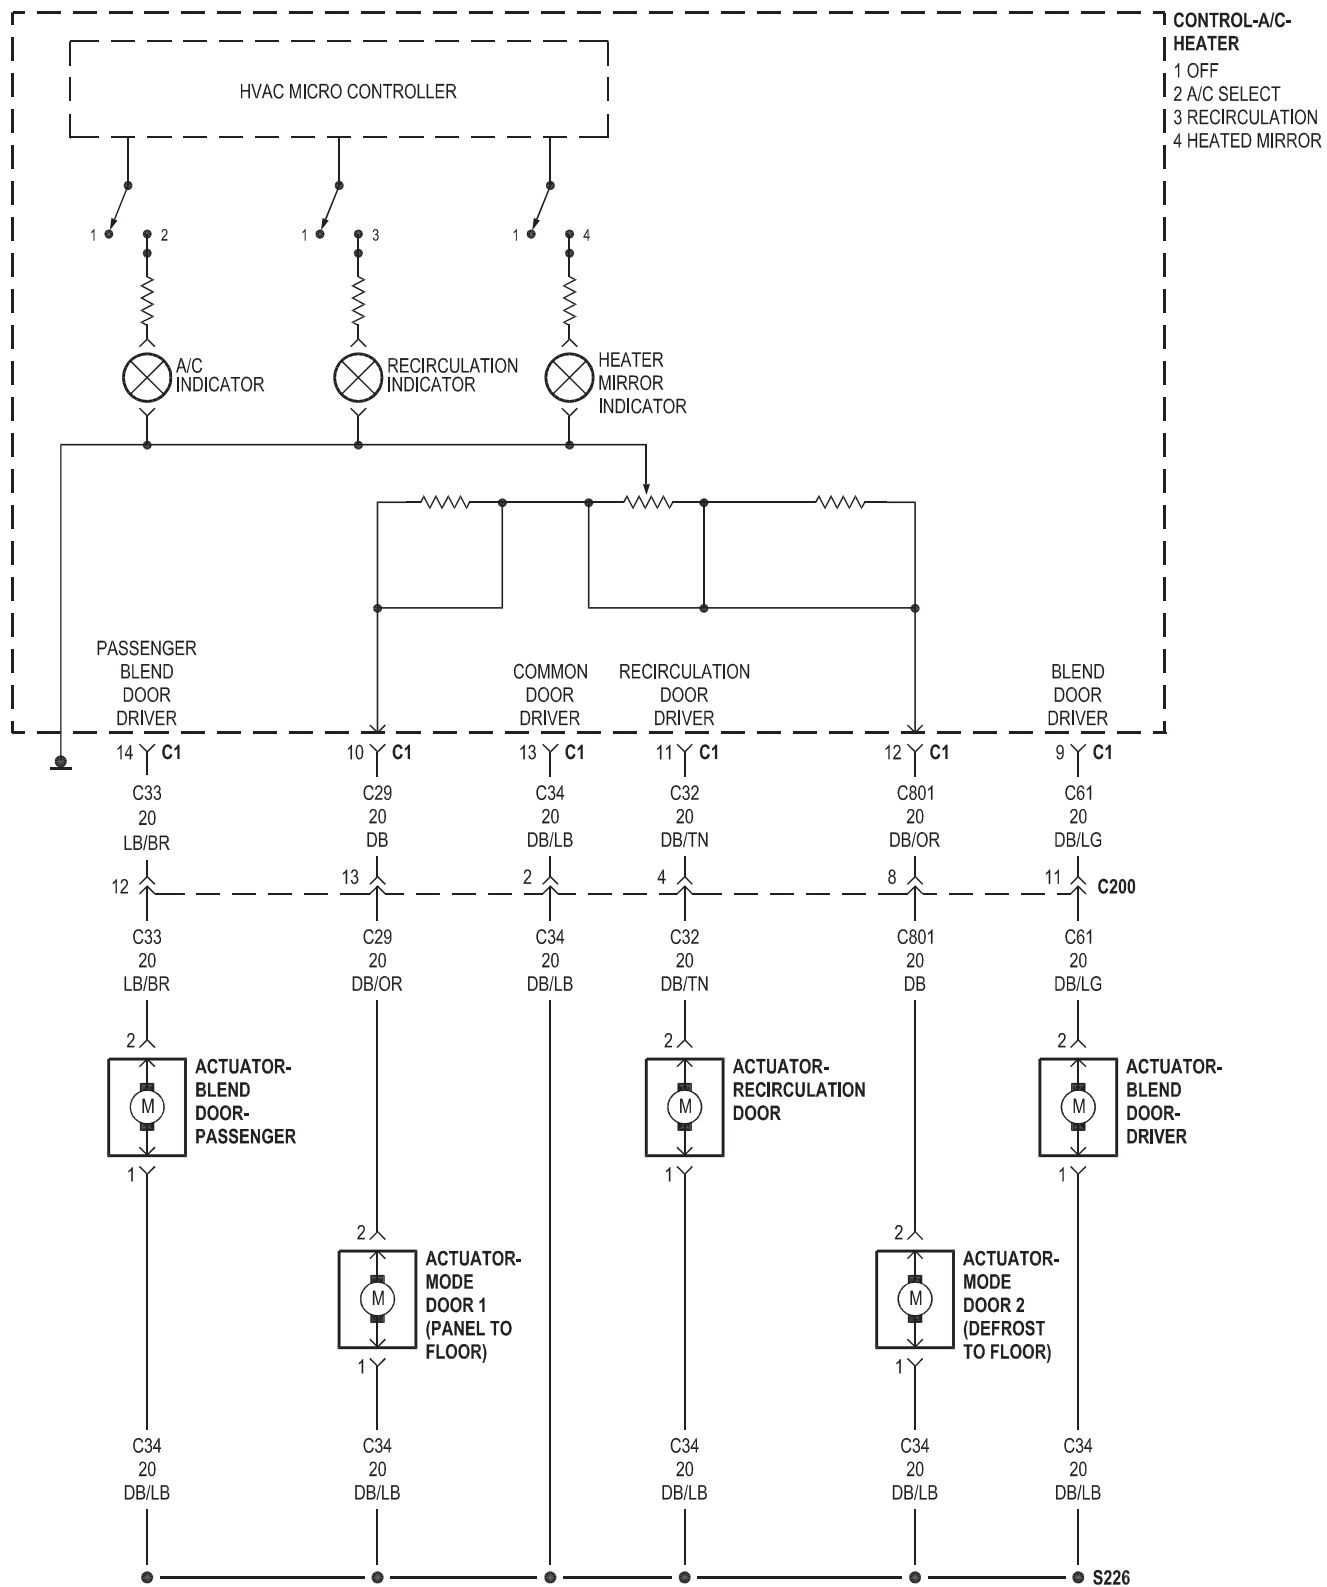 CONTROL-A/C-
HEATER
1 OFF
2 A/C SELECT
3 RECIRCULATION
4 HEATED MIRROR
HVAC MICRO CONTROLLER
1 2
1 3
1 4
A/C
INDICATOR
RECIRCULATION
INDICATOR
HEATER
MIRROR
INDICATOR
PASSENGER
BLEND
DOOR
DRIVER
COMMON
DOOR
DRIVER
RECIRCULATION
DOOR
DRIVER
BLEND
DOOR
DRIVER
14 C1
10 C1
13 C1
11 C1
12 C1
9 C1
C33
20
LB/BR
C29
20
DB
C34
20
DB/LB
C32
20
DB/TN
C801
20
DB/OR
C61
20
DB/LG
12
13
2
4
8
11
C200
C33
20
LB/BR
C29
20
DB/OR
C34
20
DB/LB
C32
20
DB/TN
C801
20
DB
C61
20
DB/LG
2
M
1
ACTUATOR-
BLEND
DOOR-
PASSENGER
2
M
1
ACTUATOR-
RECIRCULATION
DOOR
2
M
1
ACTUATOR-
BLEND
DOOR-
DRIVER
2
M
1
ACTUATOR-
MODE
DOOR 1
(PANEL TO
FLOOR)
2
M
1
ACTUATOR-
MODE
DOOR 2
(DEFROST
TO FLOOR)
C34
20
DB/LB
C34
20
DB/LB
C34
20
DB/LB
C34
20
DB/LB
C34
20
DB/LB
S226